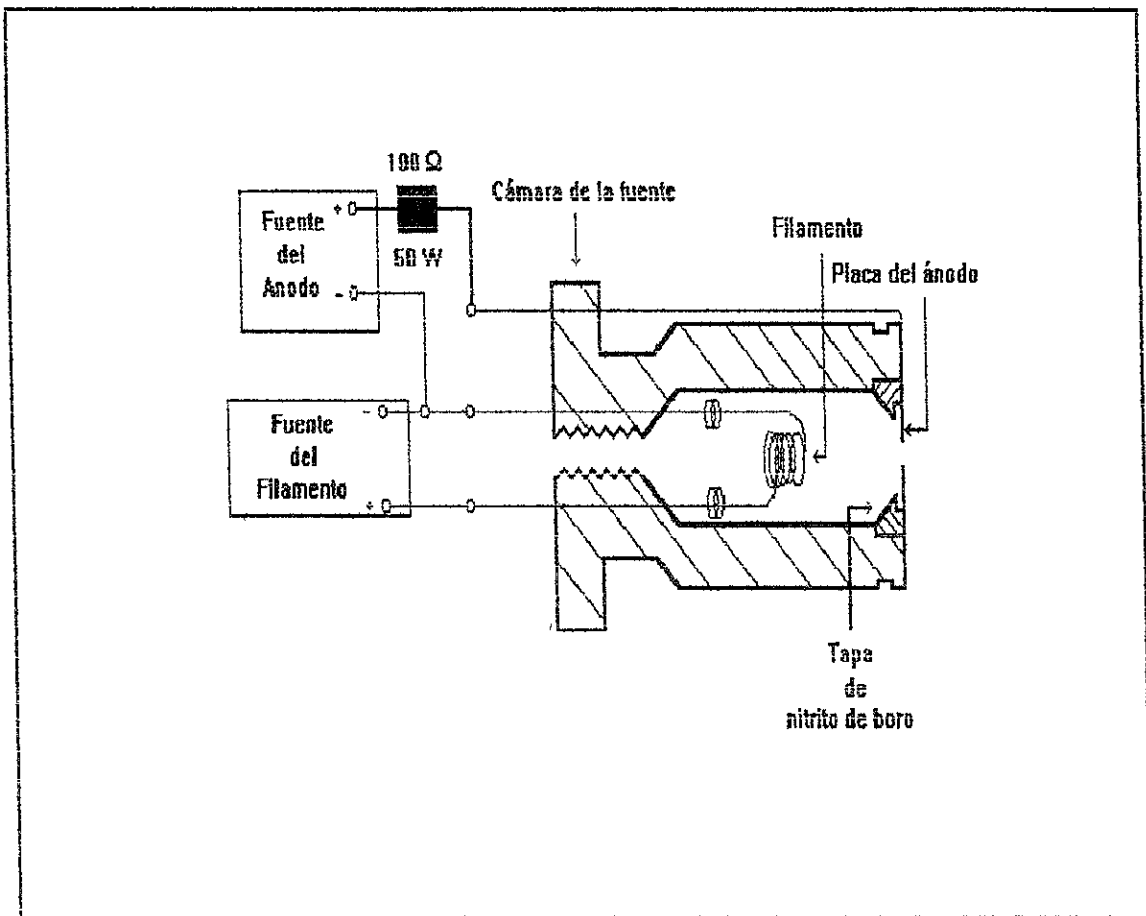 100 Ω
50 W
Fuente
del
Anodo
+
-
Cámara de la fuente
Filamento
Placa del ánodo
Fuente
del
Filamento
-
+
Tapa
de
nitrito de boro